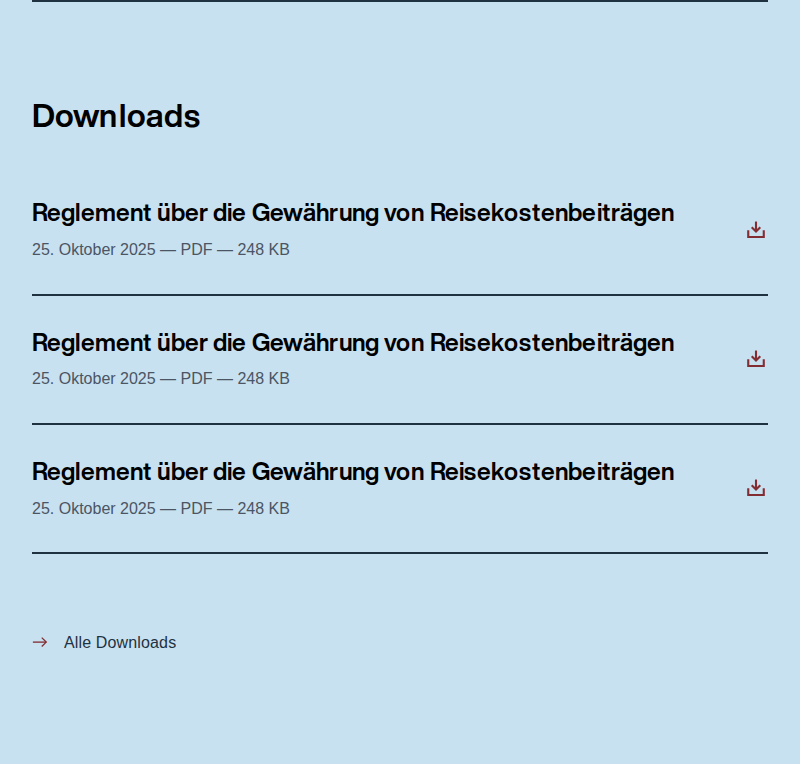 Downloads
Reglement über die Gewährung von Reisekostenbeiträgen
25. Oktober 2025 — PDF — 248 KB
Reglement über die Gewährung von Reisekostenbeiträgen
25. Oktober 2025 — PDF — 248 KB
Reglement über die Gewährung von Reisekostenbeiträgen
25. Oktober 2025 — PDF — 248 KB
Alle Downloads